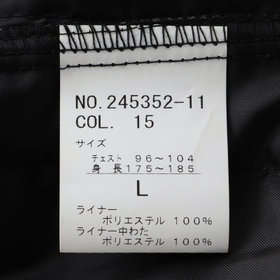 NO.245352-11
COL. 15
サイズ
チェスト 96～104
身 長 175～185
L
ライナー
ポリエステル 100%
ライナー中わた
ポリエステル 100%